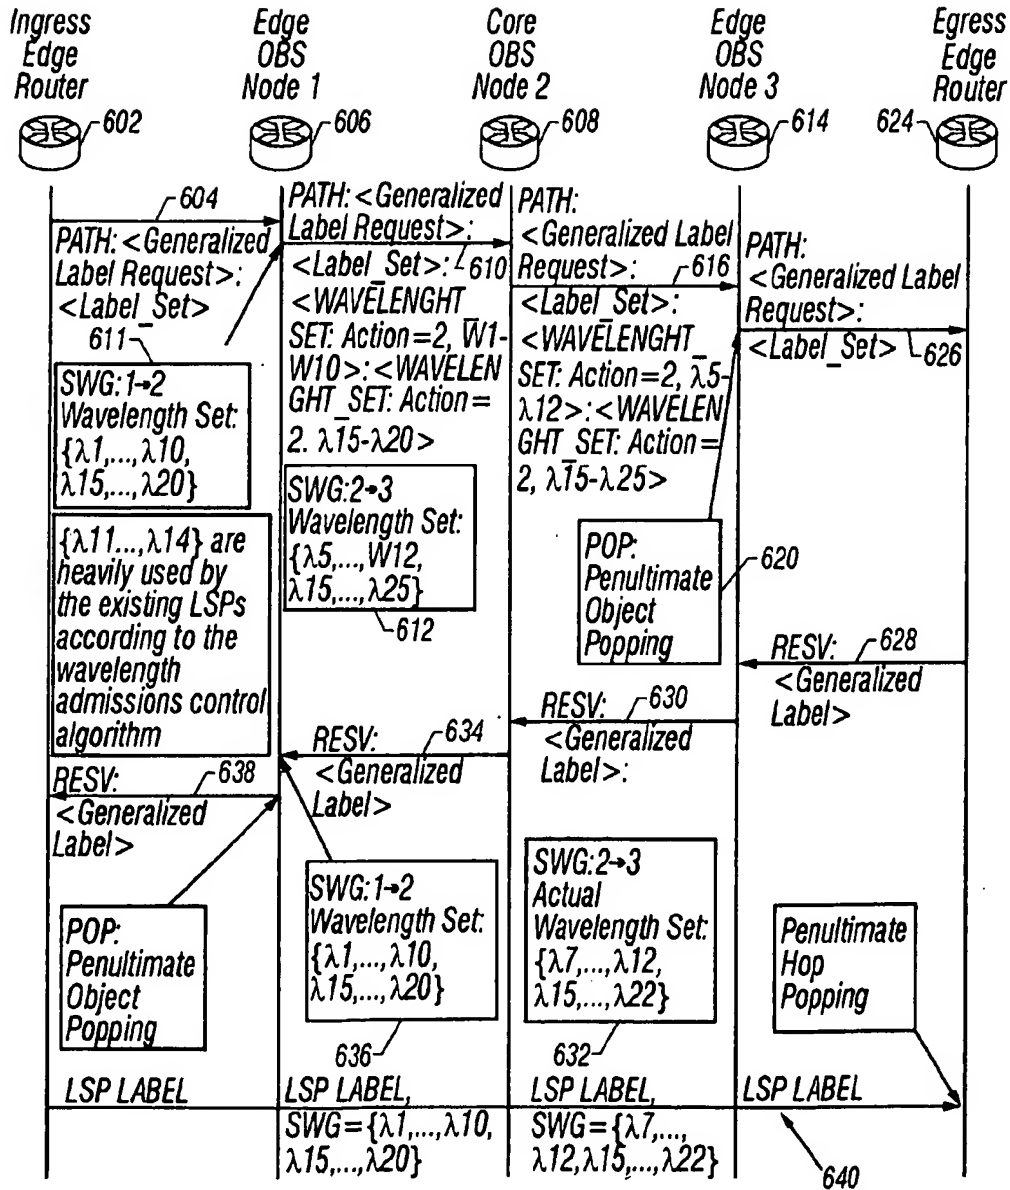 Ingress
Edge
Router
Edge
OBS
Node 1
Core
OBS
Node 2
Edge
OBS
Node 3
Egress
Edge
Router
602
606
608
614
624
604
PATH: <Generalized
Label Request>:
<Label_Set>
611
SWG:1→2
Wavelength Set:
{λ1,...,λ10,
λ15,...,λ20}
{λ11...,λ14} are
heavily used by
the existing LSPs
according to the
wavelength
admissions control
algorithm
PATH: <Generalized
Label Request>:
<Label_Set>:
610
<WAVELENGHT_
SET: Action=2, W1-
W10>:<WAVELEN
GHT_SET: Action=
2. λ15-λ20>
SWG:2→3
Wavelength Set:
{λ5,...,W12,
λ15,...,λ25}
612
PATH:
<Generalized Label
Request>:
616
<Label_Set>:
<WAVELENGHT_
SET: Action=2, λ5-
λ12>:<WAVELEN
GHT_SET: Action=
2, λ15-λ25>
POP:
Penultimate
Object
Popping
620
PATH:
<Generalized Label
Request>:
<Label_Set>
626
RESV:
628
<Generalized
Label>
RESV:
630
<Generalized
Label>:
RESV:
634
<Generalized
Label>
RESV:
638
<Generalized
Label>
POP:
Penultimate
Object
Popping
SWG:1→2
Wavelength Set:
{λ1,...,λ10,
λ15,...,λ20}
636
SWG:2→3
Actual
Wavelength Set:
{λ7,...,λ12,
λ15,...,λ22}
632
Penultimate
Hop
Popping
LSP LABEL
LSP LABEL,
SWG={λ1,...,λ10,
λ15,...,λ20}
LSP LABEL,
SWG={λ7,...,
λ12,λ15,...,λ22}
LSP LABEL
640